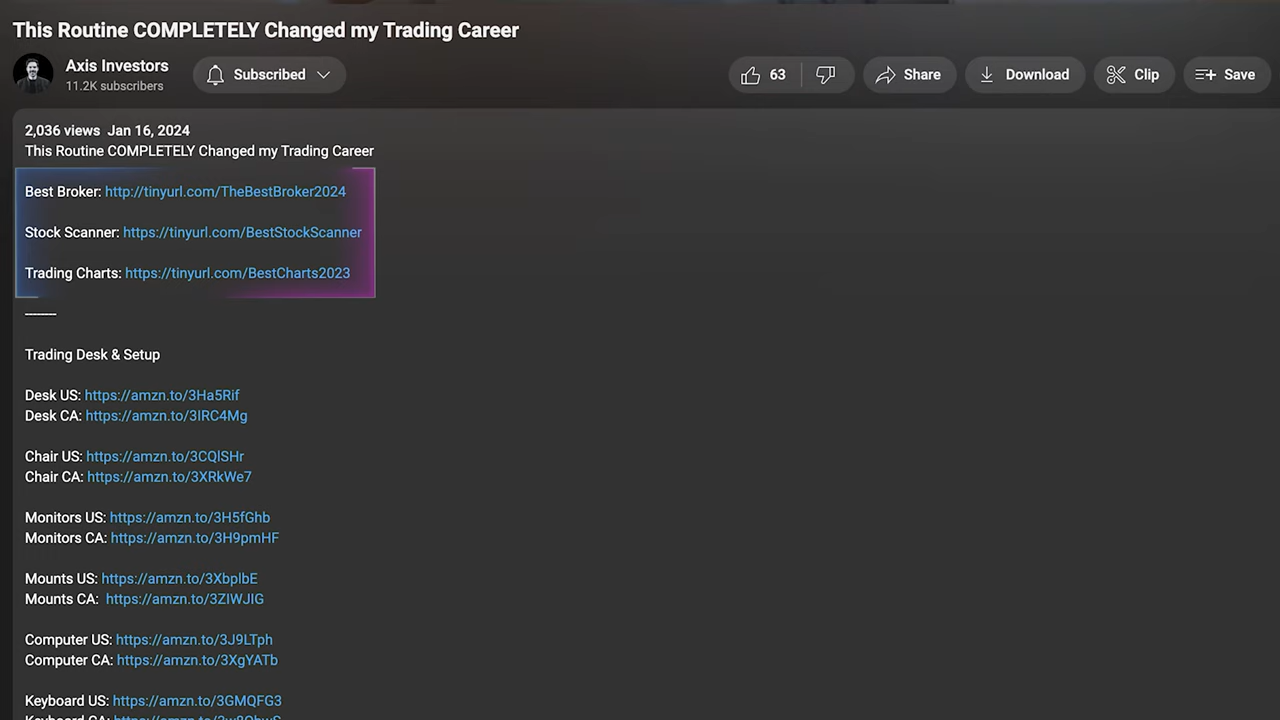 This Routine COMPLETELY Changed my Trading Career
Axis Investors
11.2K subscribers
Subscribed
63
Share
Download
Clip
Save
2,036 views Jan 16, 2024
This Routine COMPLETELY Changed my Trading Career
Best Broker: http://tinyurl.com/TheBestBroker2024
Stock Scanner: https://tinyurl.com/BestStockScanner
Trading Charts: https://tinyurl.com/BestCharts2023
--------
Trading Desk & Setup
Desk US: https://amzn.to/3Ha5Rif
Desk CA: https://amzn.to/3IRC4Mg
Chair US: https://amzn.to/3CQlSHr
Chair CA: https://amzn.to/3XRkWe7
Monitors US: https://amzn.to/3H5fGhb
Monitors CA: https://amzn.to/3H9pmHF
Mounts US: https://amzn.to/3XbplbE
Mounts CA: https://amzn.to/3ZIWJIG
Computer US: https://amzn.to/3J9LTph
Computer CA: https://amzn.to/3XgYATb
Keyboard US: https://amzn.to/3GMQFG3
Keyboard CA: